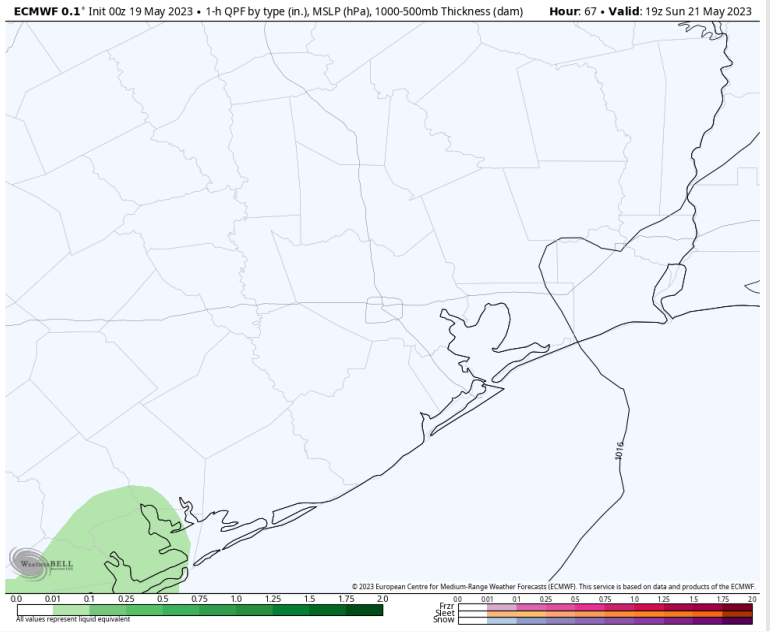 ECMWF 0.1° Init 00z 19 May 2023 • 1-h QPF by type (in.), MSLP (hPa), 1000-500mb Thickness (dam) Hour: 67 • Valid: 19z Sun 21 May 2023
1016
WEATHERBELL
© 2023 European Centre for Medium-Range Weather Forecasts (ECMWF). This service is based on data and products of the ECMWF.
0.0 0.01 0.1 0.25 0.5 0.75 1.0 1.25 1.5 1.75 2.0
All values represent liquid equivalent
0.0 0.01 0.1 0.25 0.50 0.75 1.0 1.25 1.50 1.75 2.0
Frzr
Sleet
Snow